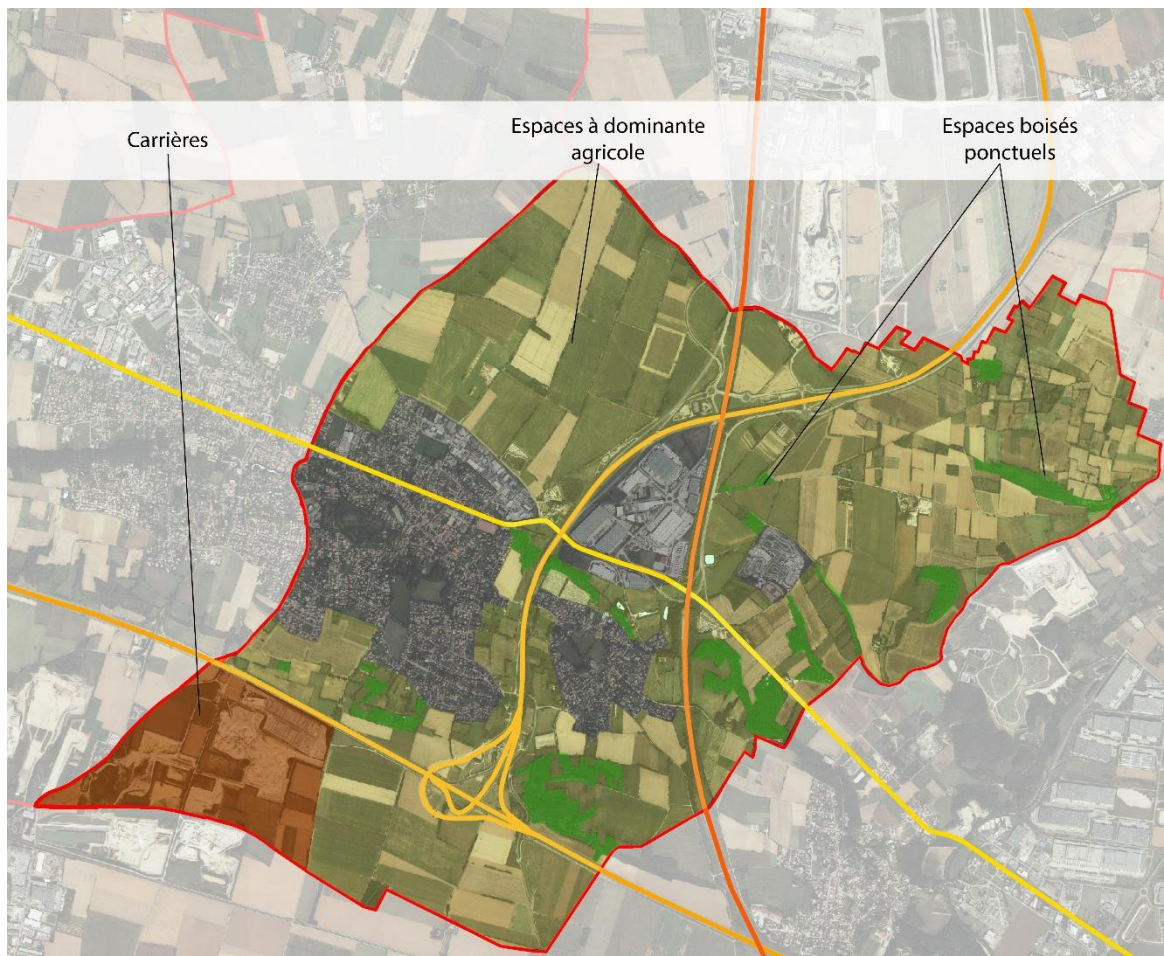 Carrières
Espaces à dominante
agricole
Espaces boisés
ponctuels